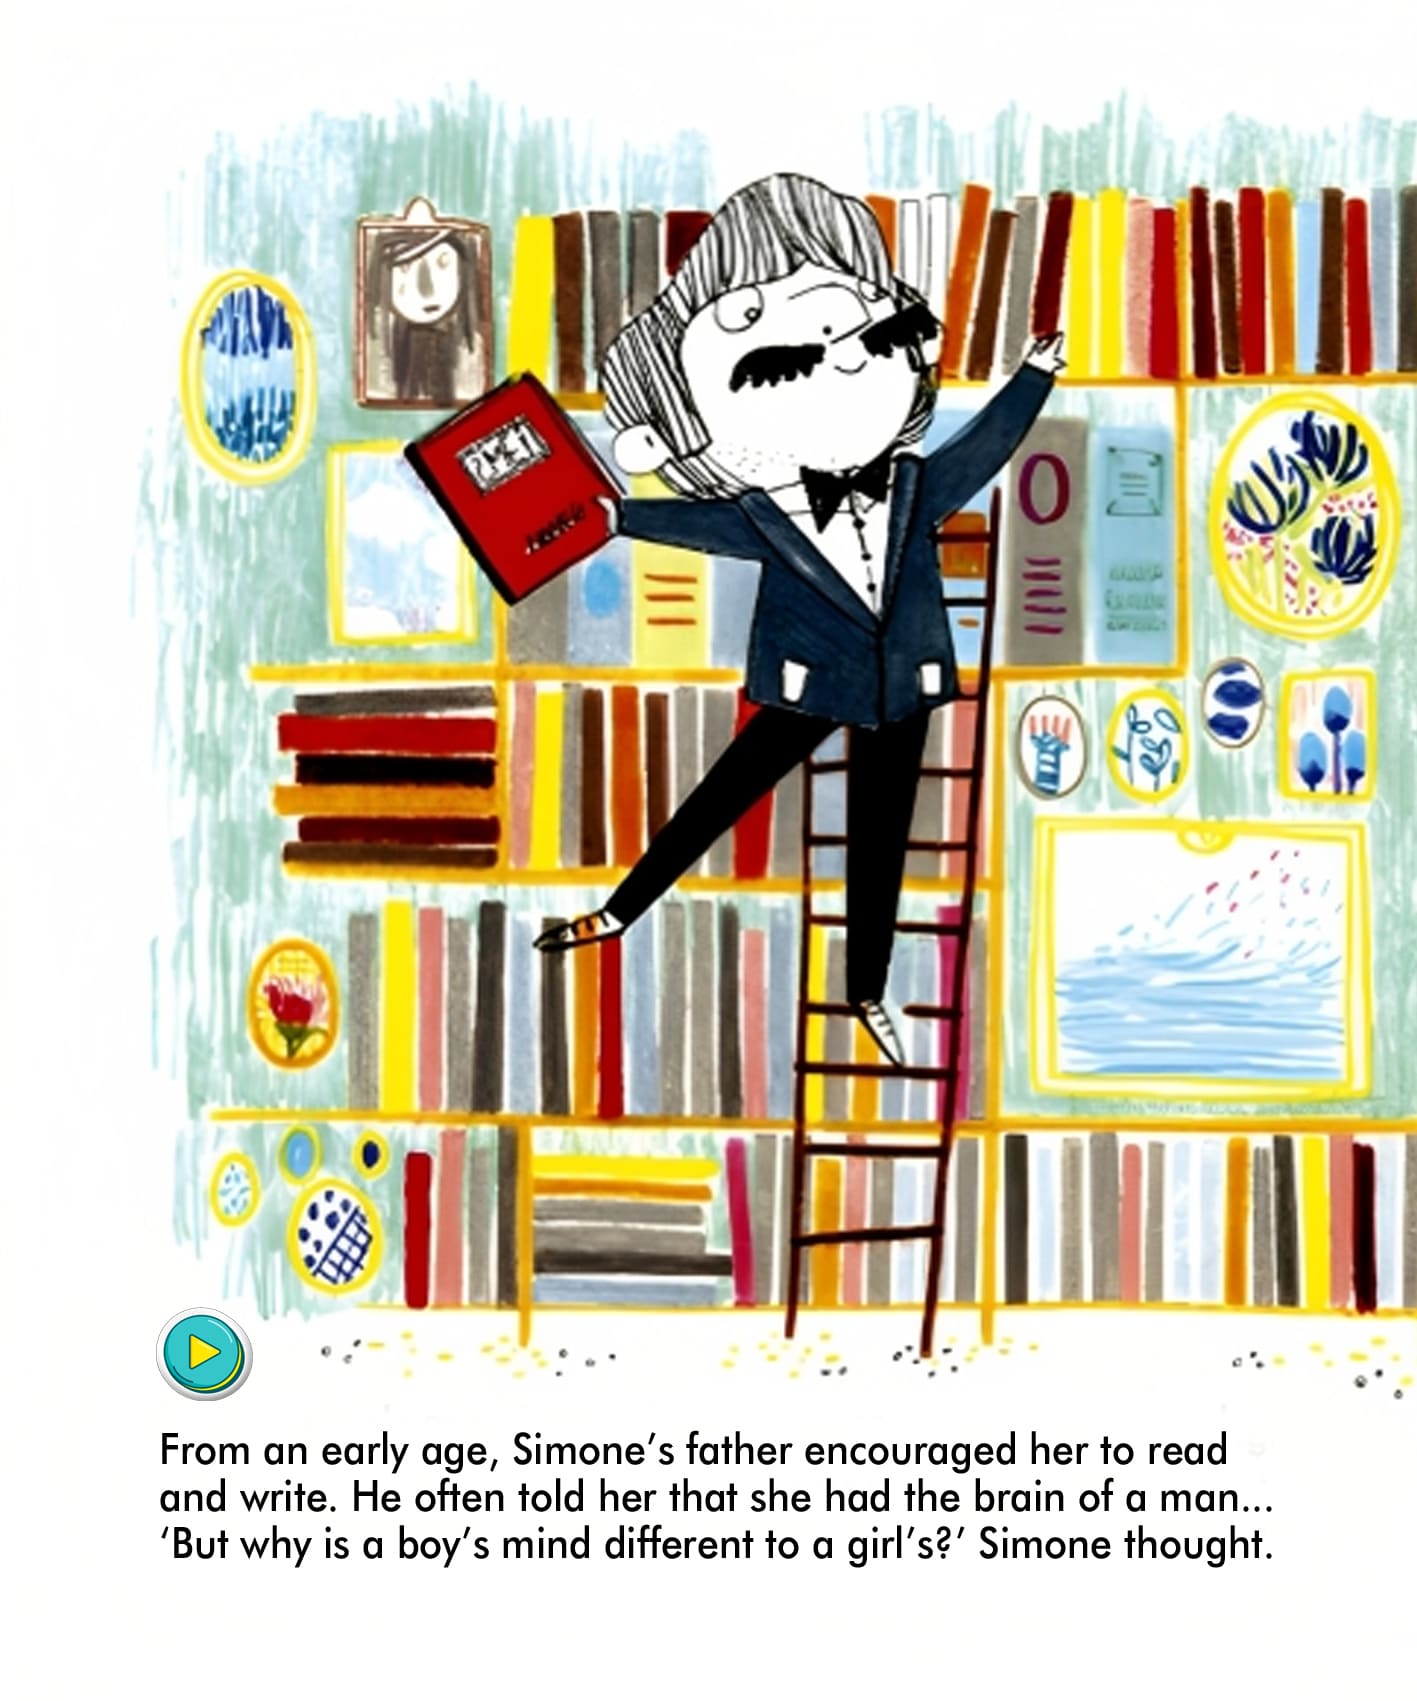 From an early age, Simone’s father encouraged her to read
and write. He often told her that she had the brain of a man...
‘But why is a boy’s mind different to a girl’s?’ Simone thought.